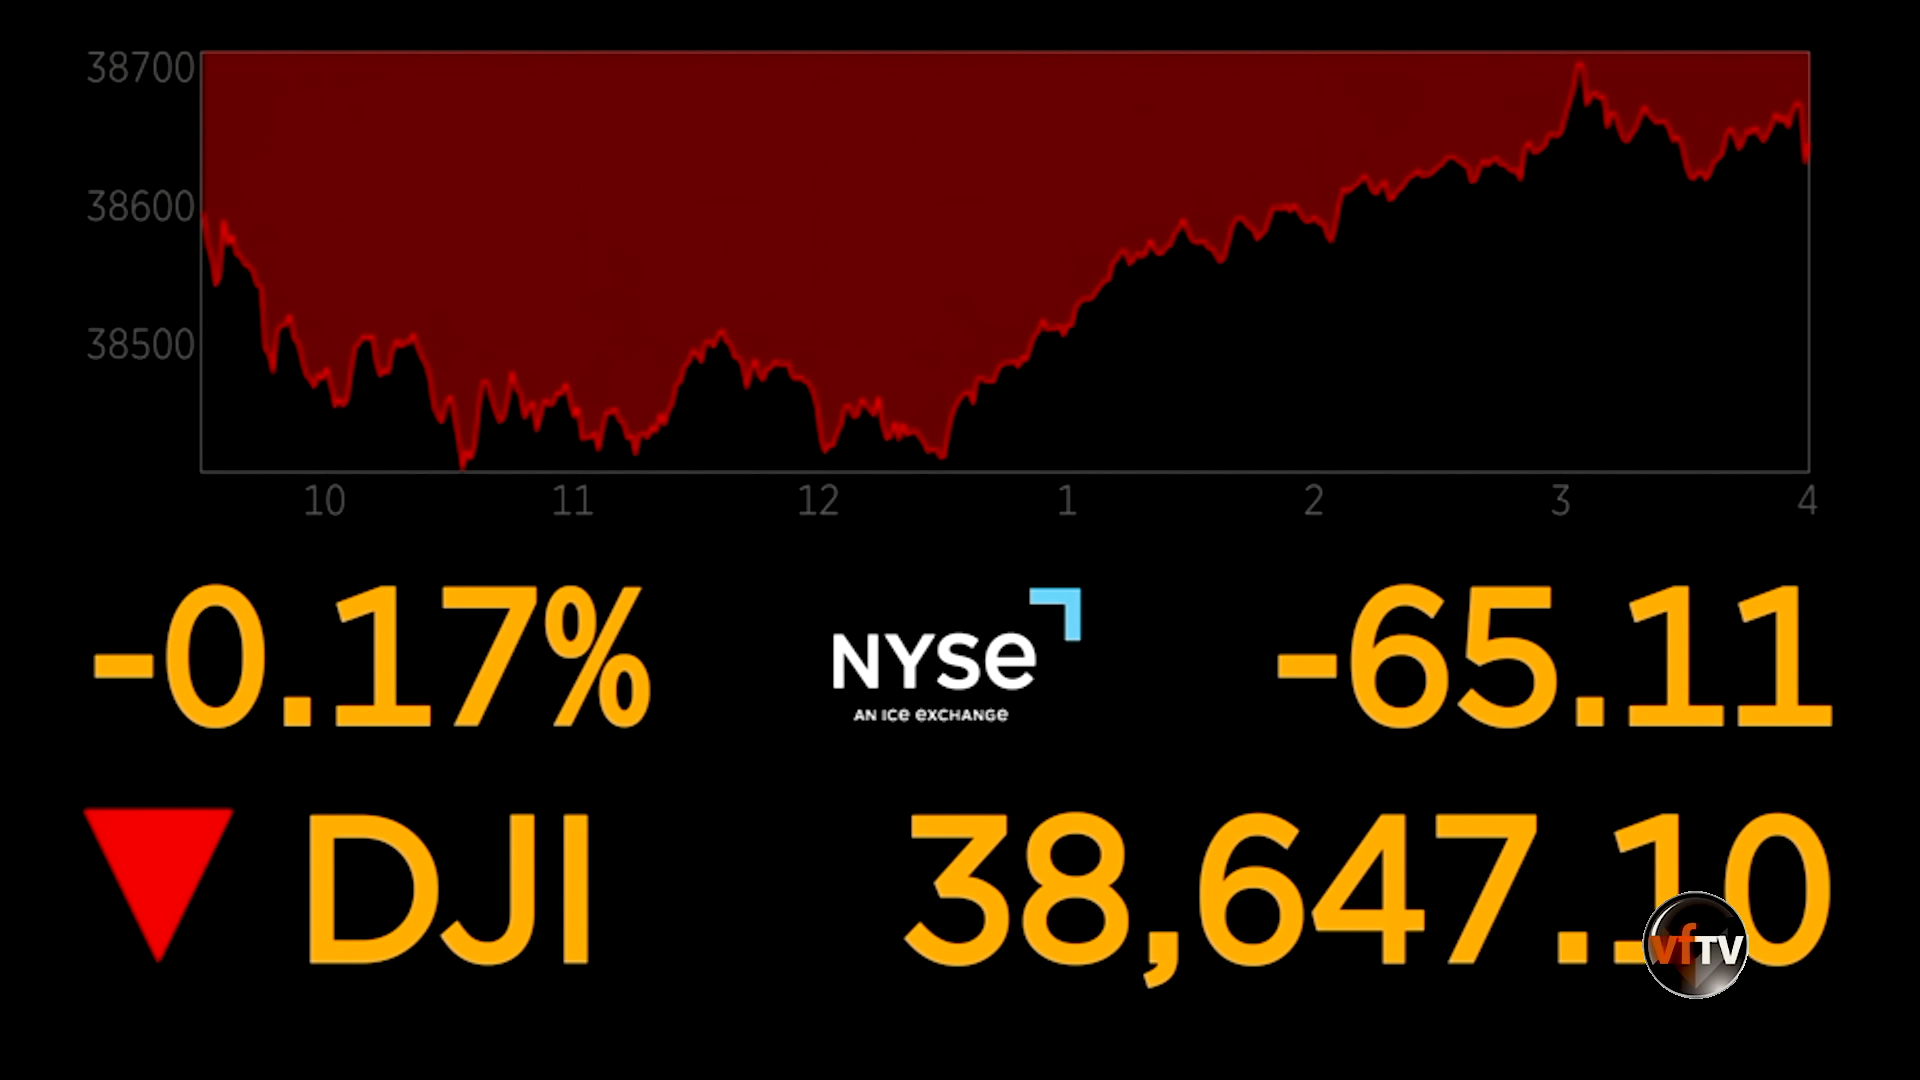 38700
38600
38500
10 11 12 1 2 3 4
-0.17%
NYSE
AN ICE EXCHANGE
-65.11
DJI
38,647.10
vfTV